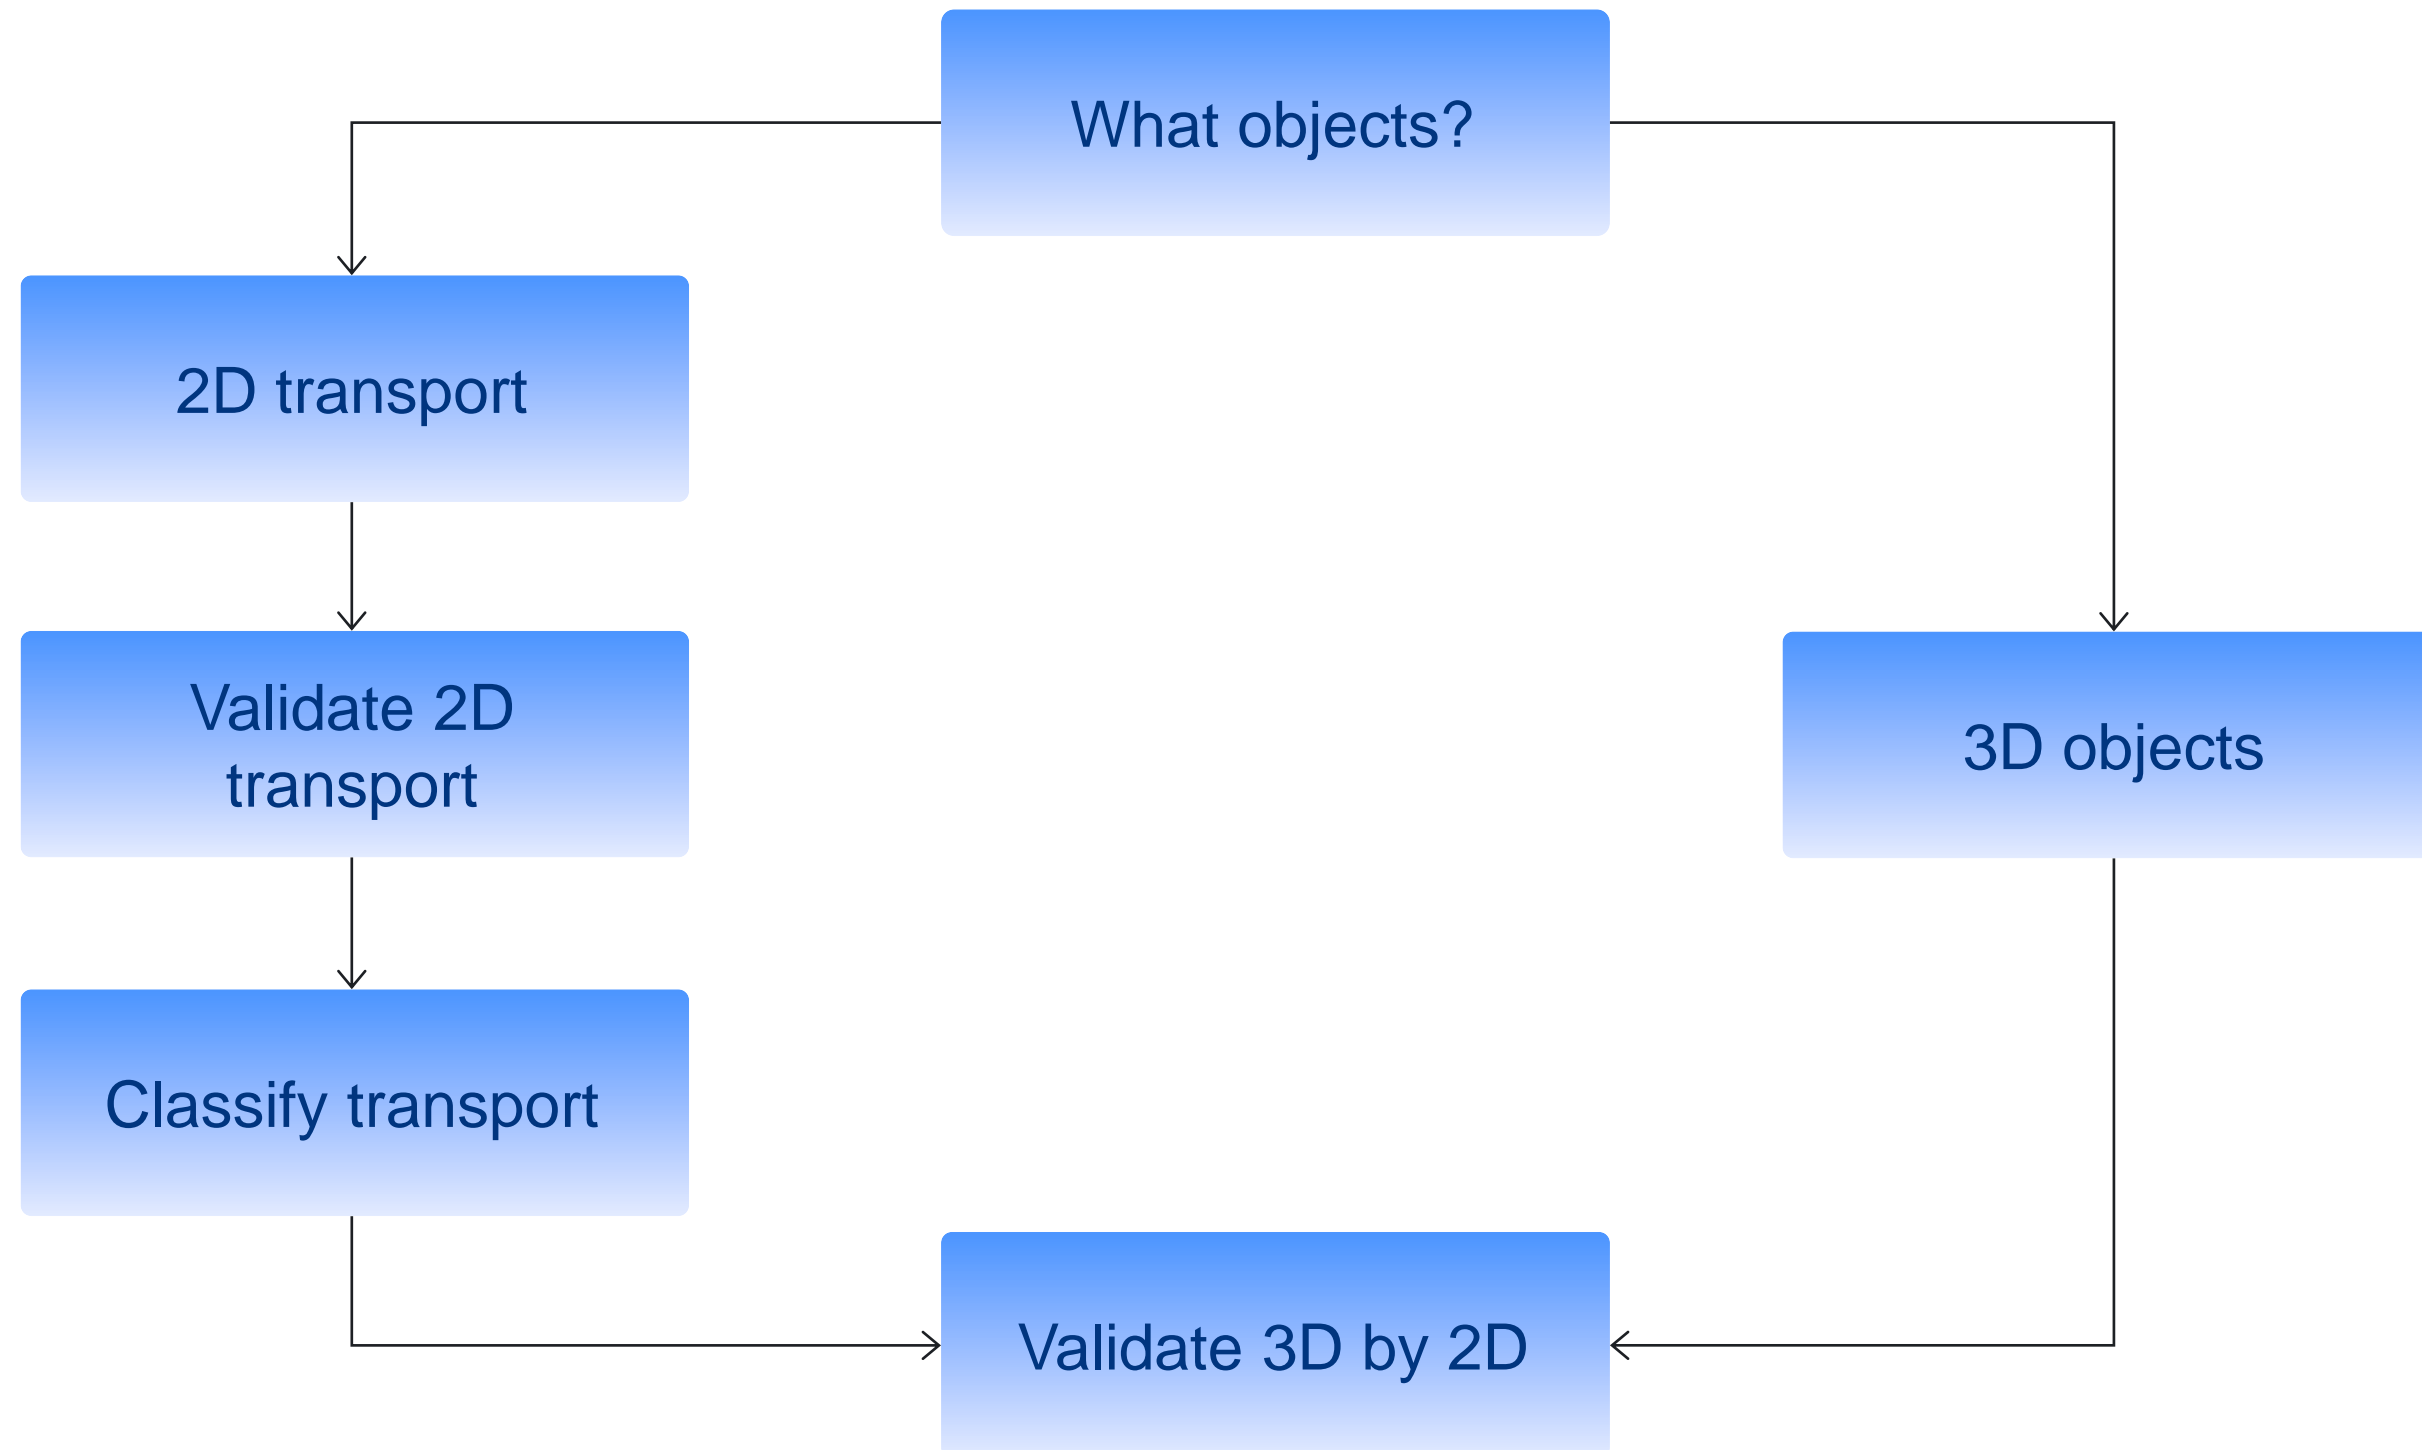 What objects?
2D transport
Validate 2D
transport
3D objects
Classify transport
Validate 3D by 2D